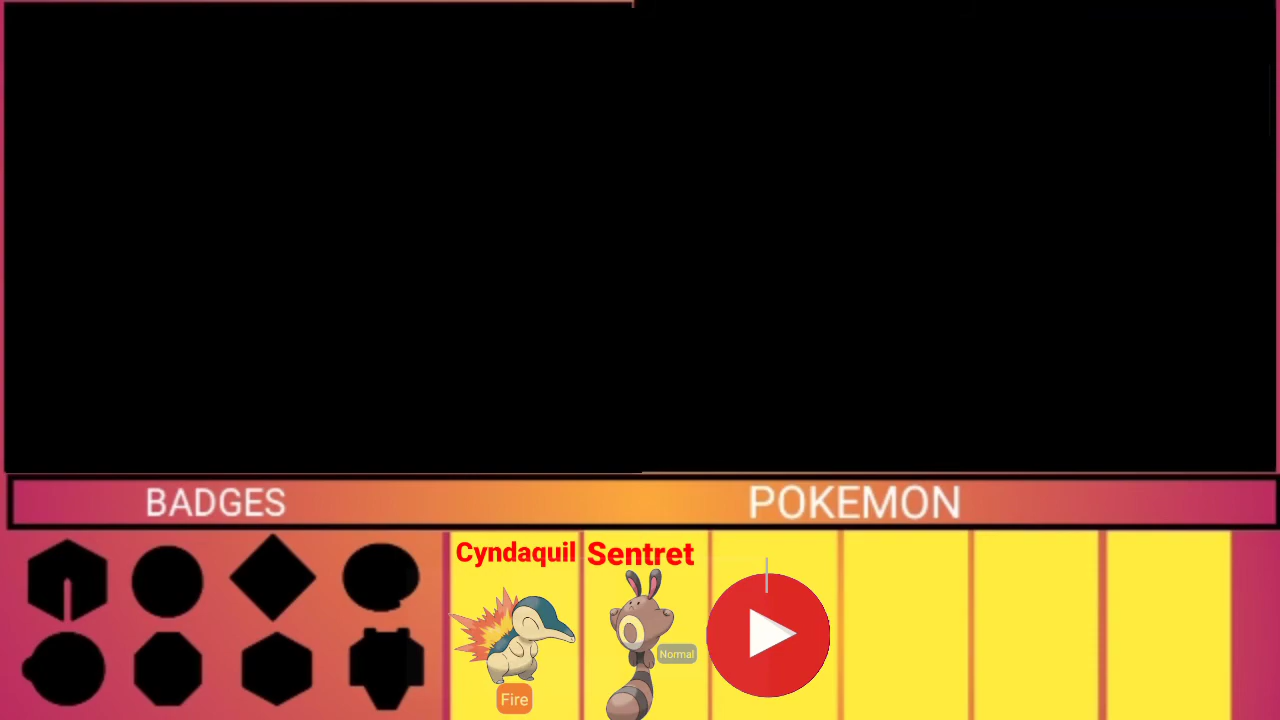 BADGES
POKEMON
Cyndaquil
Sentret
Normal
Fire